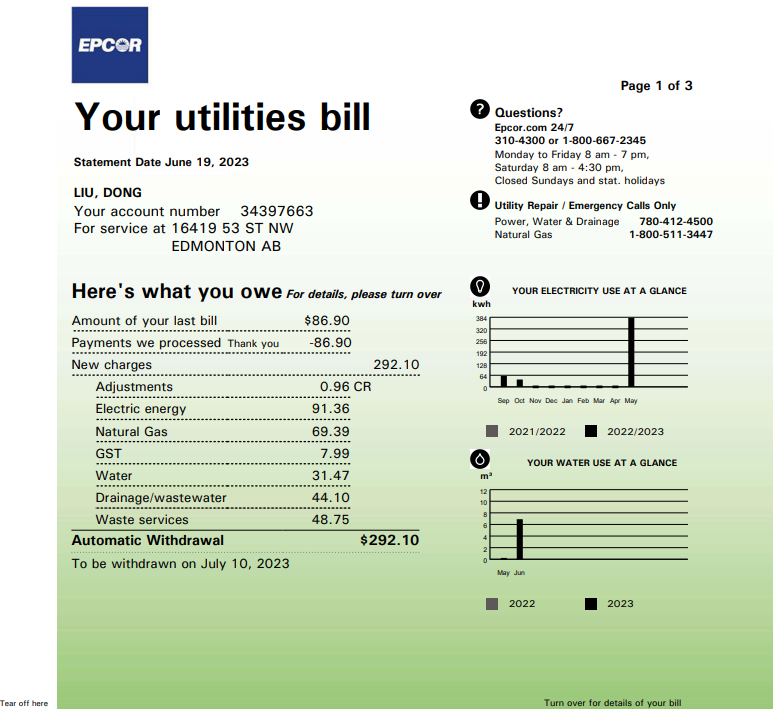 EPCOR
Page 1 of 3
Your utilities bill
Statement Date June 19, 2023
LIU, DONG
Your account number 34397663
For service at 16419 53 ST NW
EDMONTON AB
? Questions?
Epcor.com 24/7
310-4300 or 1-800-667-2345
Monday to Friday 8 am - 7 pm,
Saturday 8 am - 4:30 pm,
Closed Sundays and stat. holidays
! Utility Repair / Emergency Calls Only
Power, Water & Drainage 780-412-4500
Natural Gas 1-800-511-3447
Here's what you owe For details, please turn over
Amount of your last bill $86.90
Payments we processed Thank you -86.90
New charges 292.10
Adjustments 0.96 CR
Electric energy 91.36
Natural Gas 69.39
GST 7.99
Water 31.47
Drainage/wastewater 44.10
Waste services 48.75
Automatic Withdrawal $292.10
To be withdrawn on July 10, 2023
YOUR ELECTRICITY USE AT A GLANCE
kwh
384
320
256
192
128
64
0
Sep Oct Nov Dec Jan Feb Mar Apr May
2021/2022 2022/2023
YOUR WATER USE AT A GLANCE
m³
12
10
8
6
4
2
0
May Jun
2022 2023
Tear off here
Turn over for details of your bill